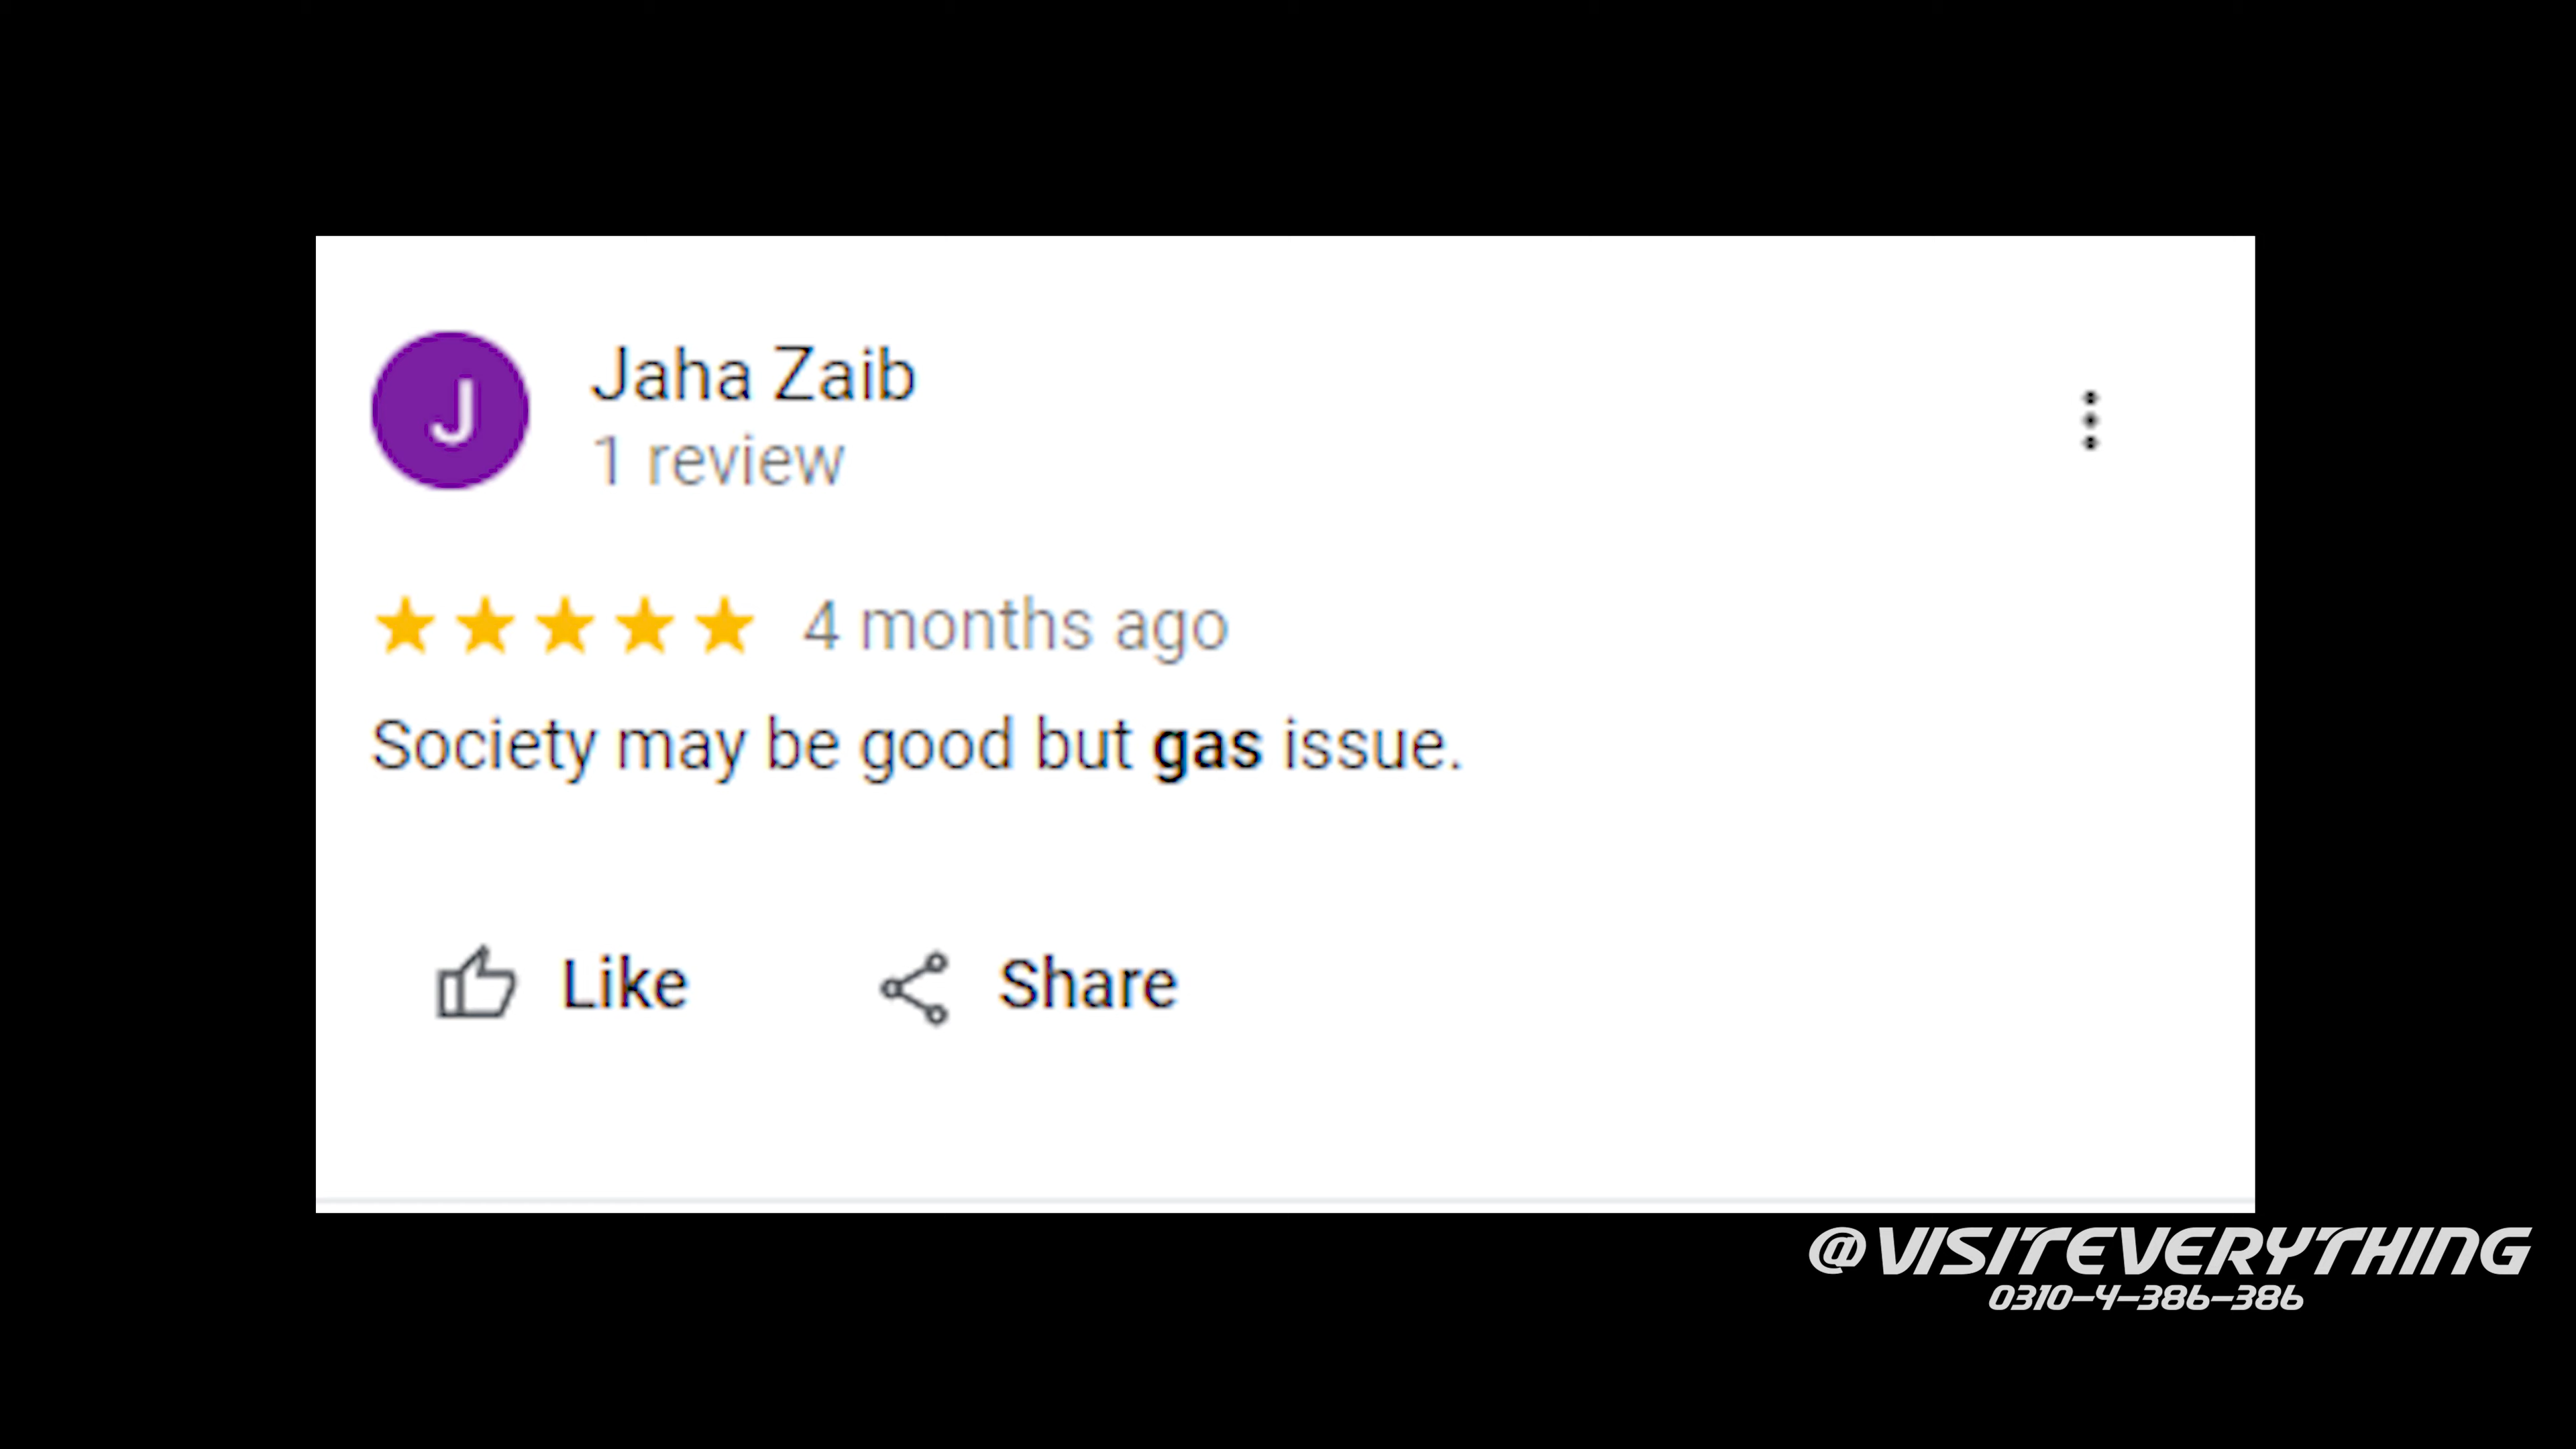 J
Jaha Zaib
1 review
4 months ago
Society may be good but gas issue.
Like
Share
@VISITEVERYTHING
0310-4-386-386